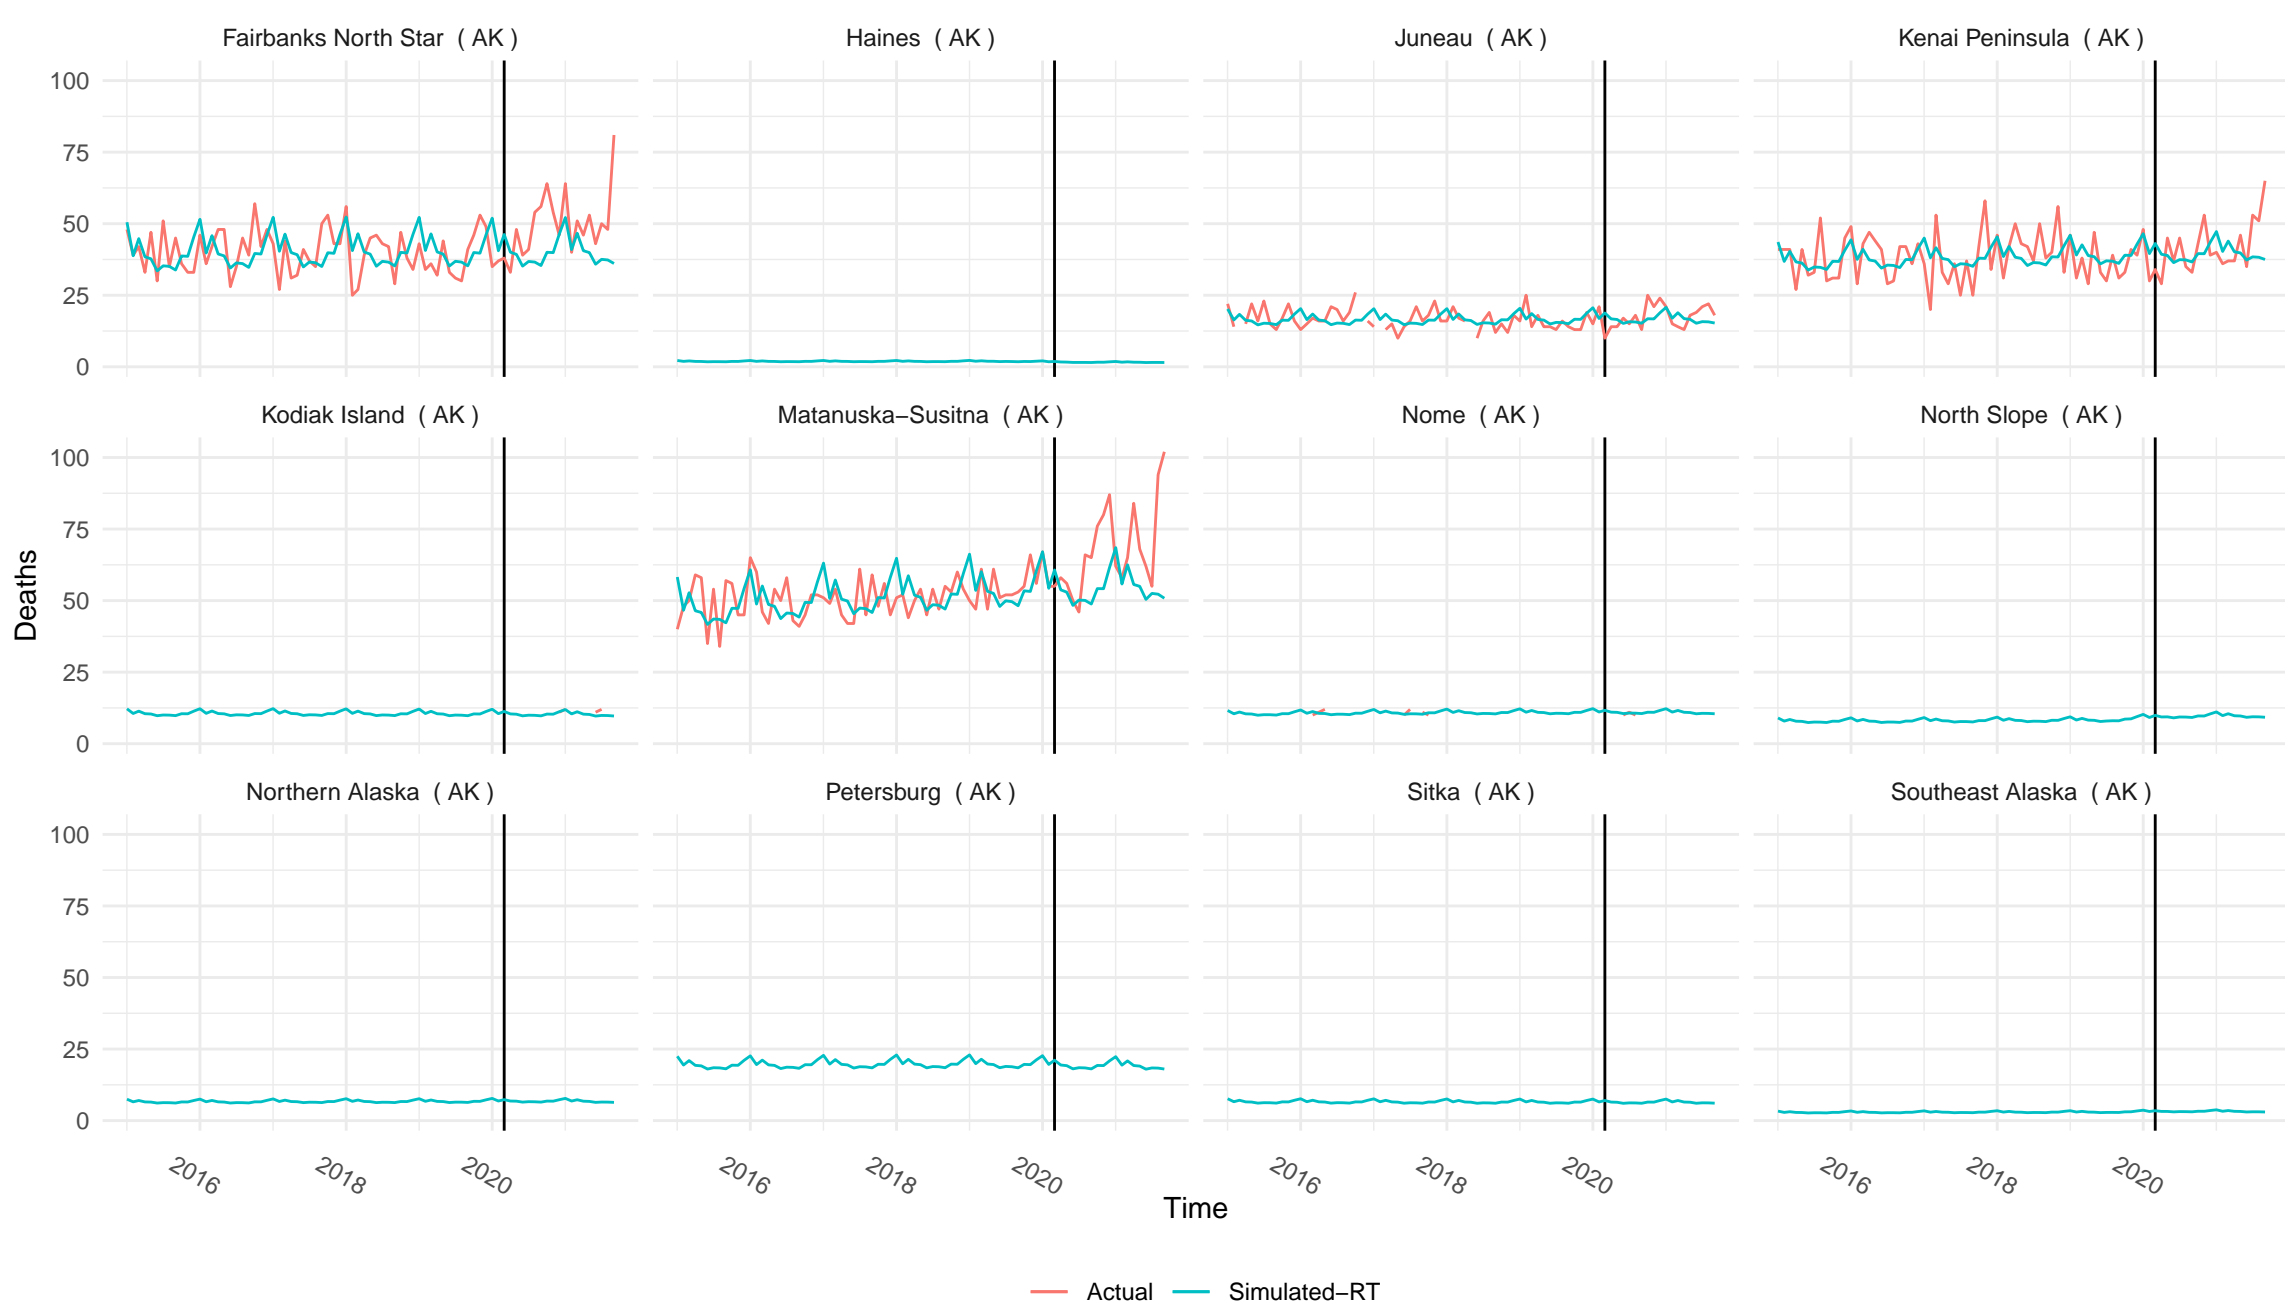 Fairbanks North Star ( AK )
Haines ( AK )
Juneau ( AK )
Kenai Peninsula ( AK )
100
75
50
25
0
Kodiak Island ( AK )
Matanuska−Susitna ( AK )
Nome ( AK )
North Slope ( AK )
100
75
50
25
0
Deaths
Northern Alaska ( AK )
Petersburg ( AK )
Sitka ( AK )
Southeast Alaska ( AK )
100
75
50
25
0
2016 2018 2020
2016 2018 2020
2016 2018 2020
2016 2018 2020
Time
Actual Simulated−RT